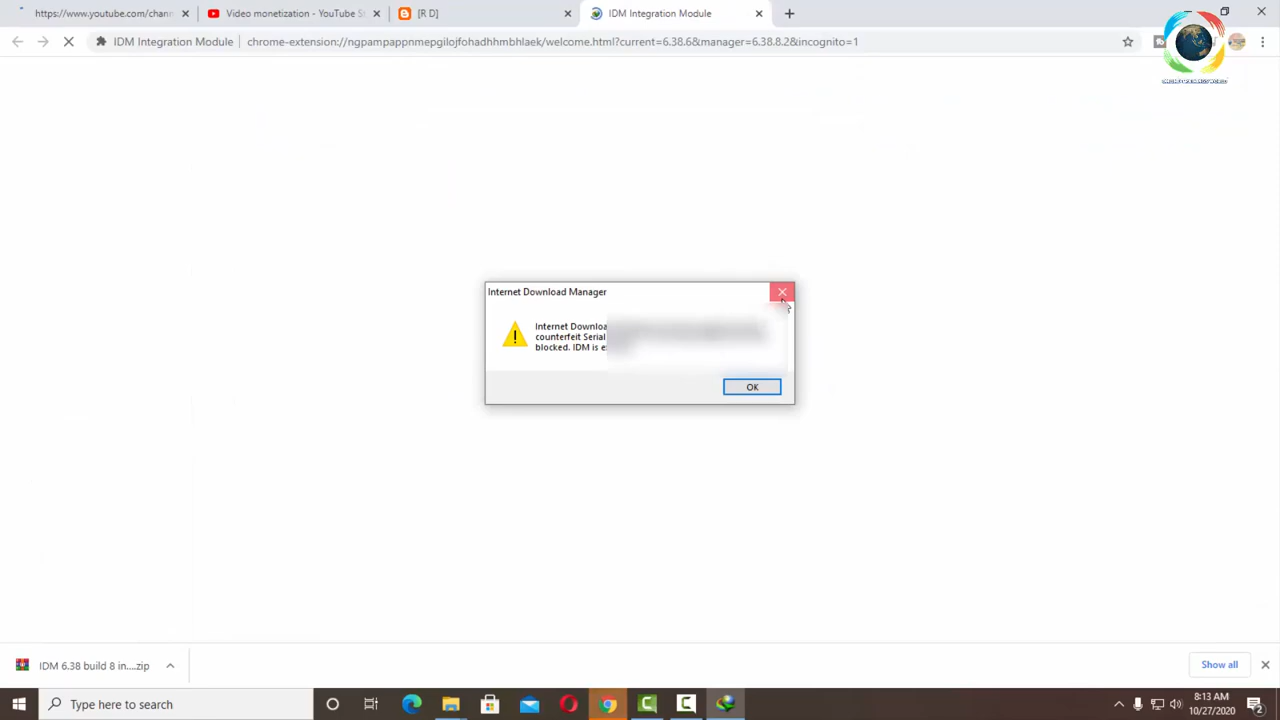 https://www.youtube.com/chann
Video monetization - YouTube St
[R D]
IDM Integration Module
IDM Integration Module
chrome-extension://ngpampappnmepgilojfohadhhmbhlaek/welcome.html?current=6.38.6&manager=6.38.8.2&incognito=1
Internet Download Manager
Internet Downloa
counterfeit Serial
blocked. IDM is e
OK
IDM 6.38 build 8 in....zip
Show all
Type here to search
8:13 AM
10/27/2020
2